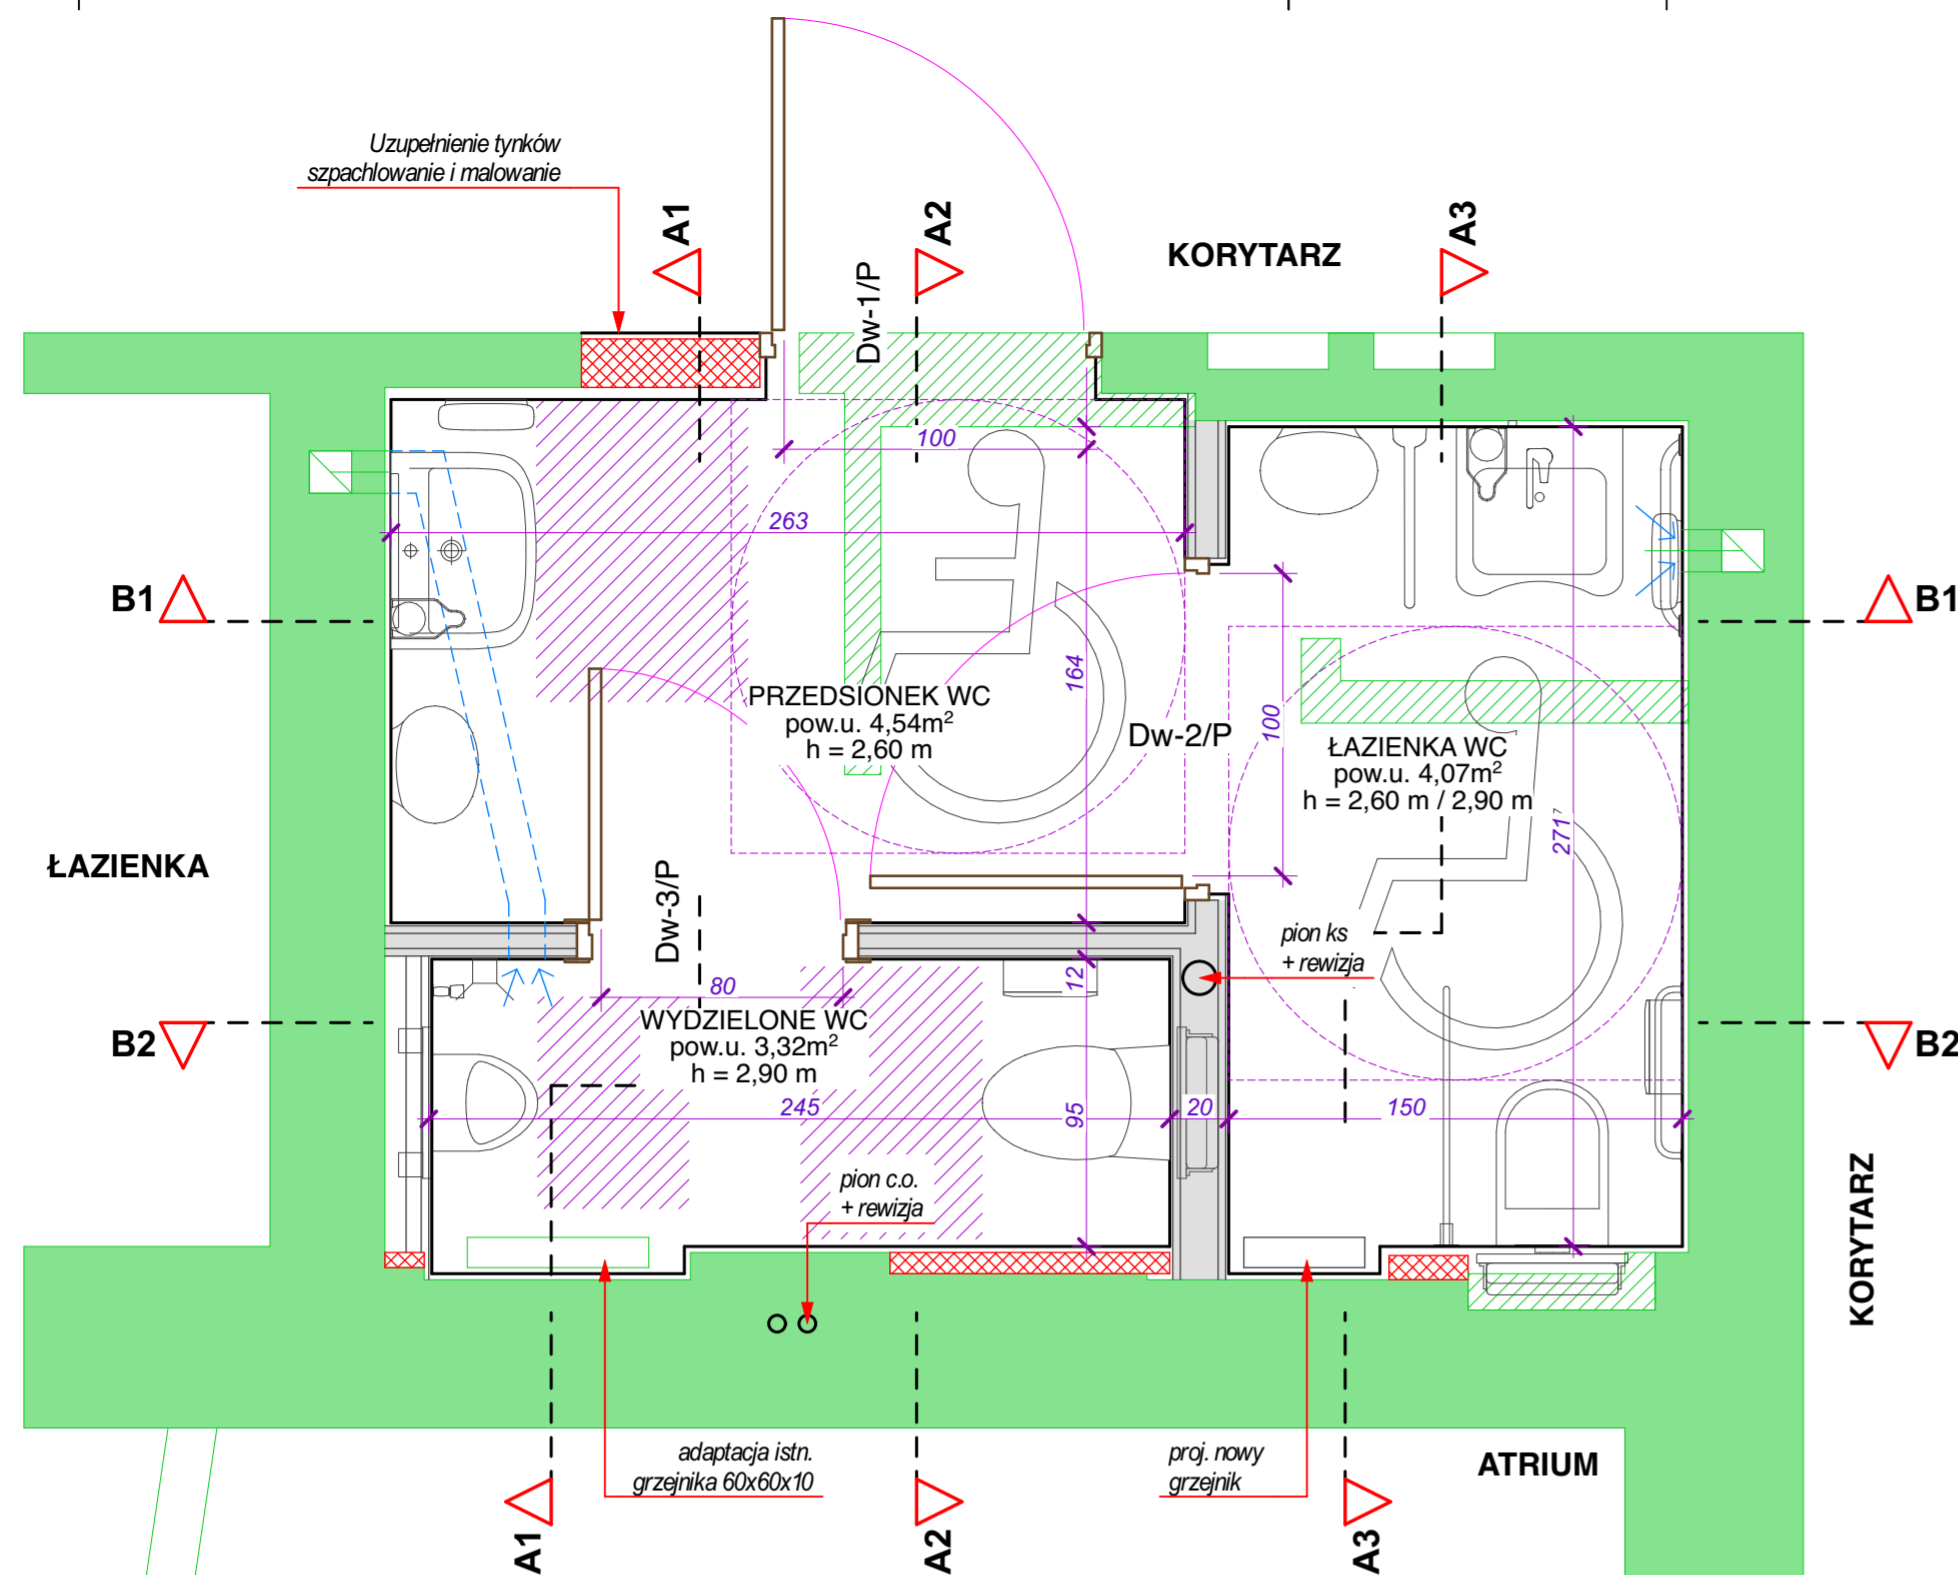 Uzupełnienie tynków
szpachlowanie i malowanie
A1
A2
A3
KORYTARZ
Dw-1/P
100
263
B1
B1
164
PRZEDSIONEK WC
pow.u. 4,54m²
h = 2,60 m
Dw-2/P
100
ŁAZIENKA WC
pow.u. 4,07m²
h = 2,60 m / 2,90 m
271
ŁAZIENKA
Dw-3/P
pion ks
+ rewizja
12
80
B2
B2
WYDZIELONE WC
pow.u. 3,32m²
h = 2,90 m
245
95
20
150
pion c.o.
+ rewizja
KORYTARZ
adaptacja istn.
grzejnika 60x60x10
proj. nowy
grzejnik
ATRIUM
A1
A2
A3